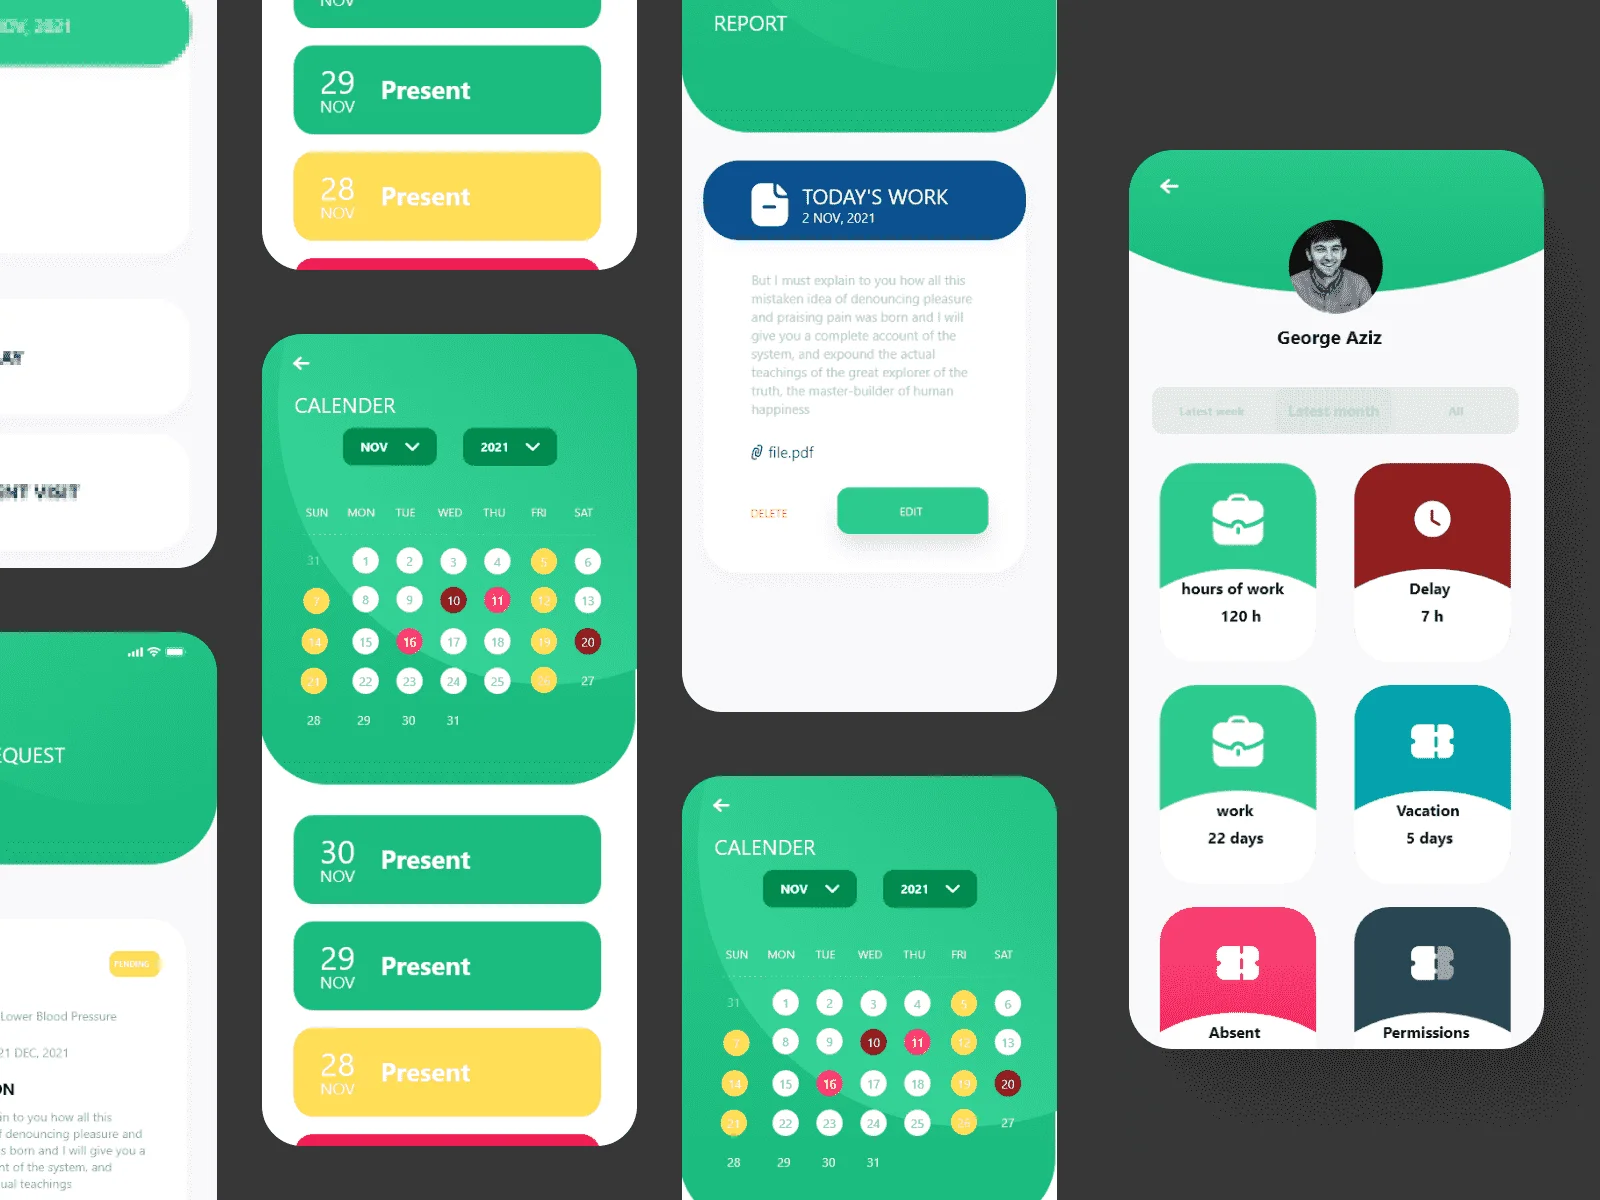 NOV, 2021
AY
NT VISIT
EQUEST
PENDING
Lower Blood Pressure
21 DEC, 2021
ON
in to you how all this
f denouncing pleasure and
s born and I will give you a
nt of the system, and
ual teachings
NOV
29
NOV
Present
28
NOV
Present
CALENDER
NOV
2021
SUN MON TUE WED THU FRI SAT
31 1 2 3 4 5 6
7 8 9 10 11 12 13
14 15 16 17 18 19 20
21 22 23 24 25 26 27
28 29 30 31
30
NOV
Present
29
NOV
Present
28
NOV
Present
REPORT
TODAY'S WORK
2 NOV, 2021
But I must explain to you how all this
mistaken idea of denouncing pleasure
and praising pain was born and I will
give you a complete account of the
system, and expound the actual
teachings of the great explorer of the
truth, the master-builder of human
happiness
file.pdf
DELETE
EDIT
CALENDER
NOV
2021
SUN MON TUE WED THU FRI SAT
31 1 2 3 4 5 6
7 8 9 10 11 12 13
14 15 16 17 18 19 20
21 22 23 24 25 26 27
28 29 30 31
George Aziz
Latest week
Latest month
All
hours of work
120 h
Delay
7 h
work
22 days
Vacation
5 days
Absent
Permissions